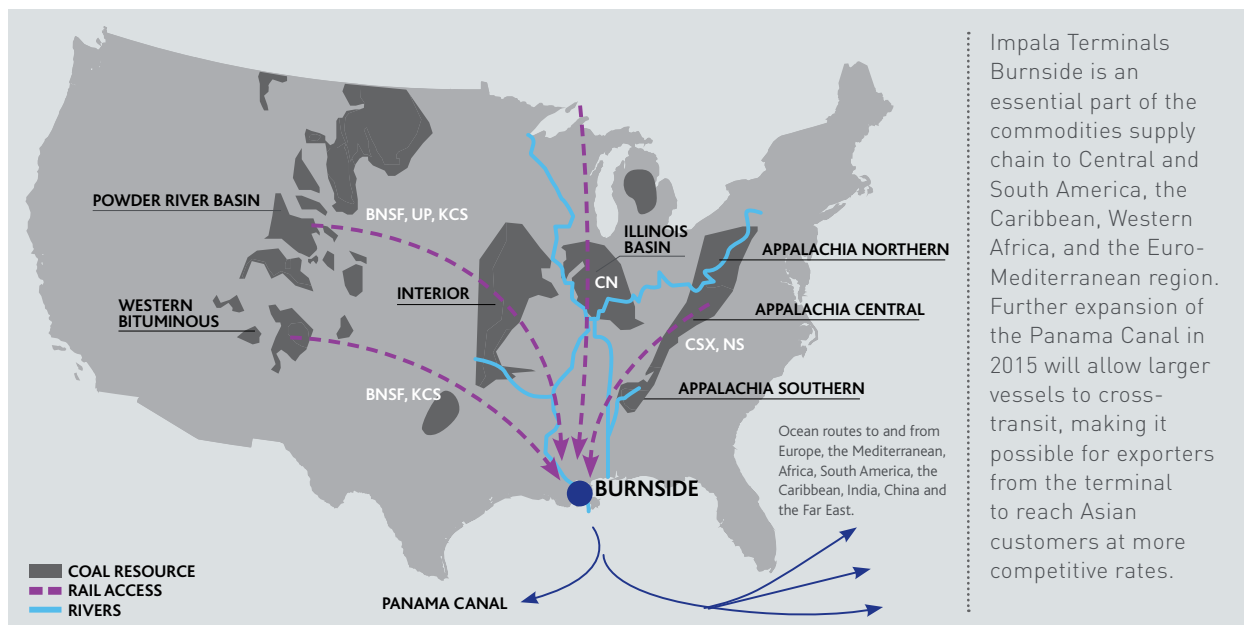 POWDER RIVER BASIN
BNSF, UP, KCS
ILLINOIS
BASIN
APPALACHIA NORTHERN
CN
INTERIOR
WESTERN
BITUMINOUS
APPALACHIA CENTRAL
CSX, NS
BNSF, KCS
APPALACHIA SOUTHERN
Ocean routes to and from
Europe, the Mediterranean,
Africa, South America, the
Caribbean, India, China and
the Far East.
BURNSIDE
COAL RESOURCE
RAIL ACCESS
RIVERS
PANAMA CANAL
Impala Terminals
Burnside is an
essential part of the
commodities supply
chain to Central and
South America, the
Caribbean, Western
Africa, and the Euro-
Mediterranean region.
Further expansion of
the Panama Canal in
2015 will allow larger
vessels to cross-
transit, making it
possible for exporters
from the terminal
to reach Asian
customers at more
competitive rates.